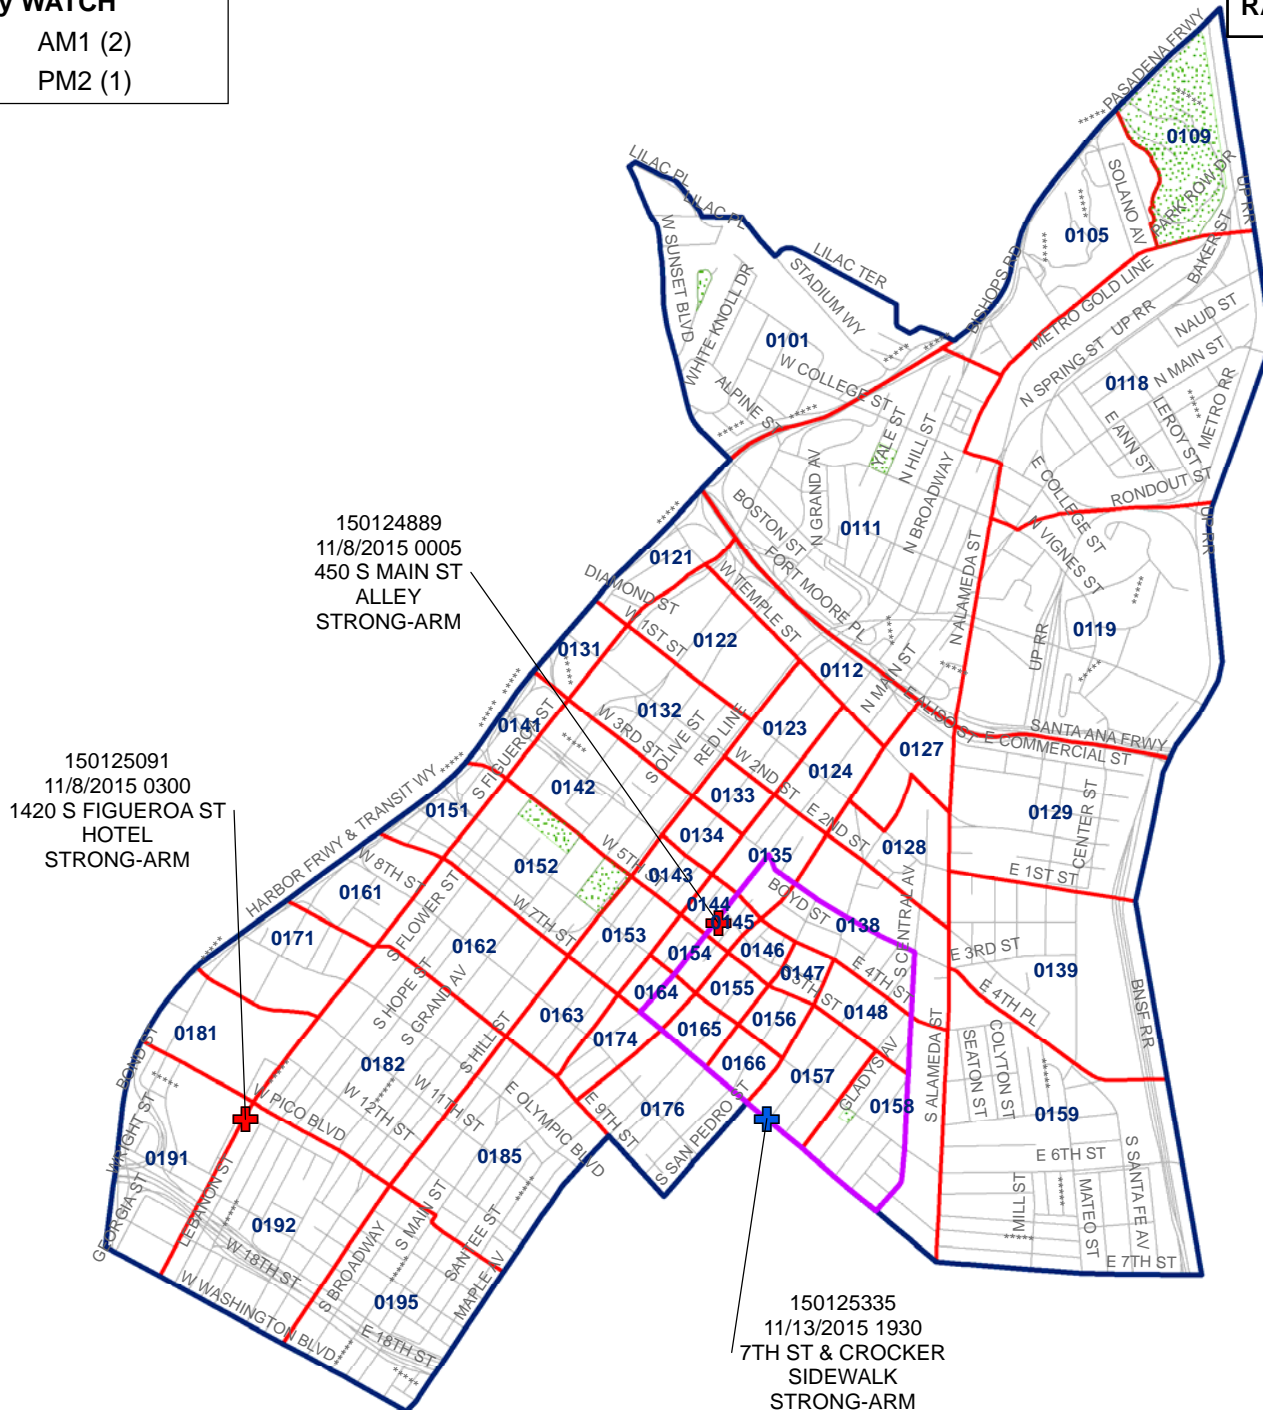 y WATCH
AM1 (2)
PM2 (1)
PASADENA FRWY
*****
*****
0109
PARK ROW DR
UP RR
SOLANO AV
*****
0105
*****
BAKER ST
LILAC PL
LILAC PL
LILAC TER
W SUNSET BLVD
WHITE KNOLL DR
STADIUM WY
BISHOPS RD
METRO GOLD LINE
N SPRING ST
UP RR
NAUD ST
N MAIN ST
0101
W COLLEGE ST
*****
*****
ALPINE ST
*****
*****
0118
LEROY ST
*****
METRO RR
E ANN ST
ST
RONDOUT ST
YALE ST
N HILL ST
N GRAND AV
N BROADWAY
E COLLEGE ST
N VIGNES ST
UP RR
BOSTON ST
0111
FORT MOORE PL
N ALAMEDA ST
*****
0119
*****
UP RR
150124889
11/8/2015 0005
450 S MAIN ST
ALLEY
STRONG-ARM
*****
0121
DIAMOND ST
W TEMPLE ST
W 1ST ST
0122
*****
*****
0112
N MAIN ST
E ALISO ST
SANTA ANA FRWY
E COMMERCIAL ST
0131
*****
*****
*****
0141
0132
W 3RD ST
S OLIVE ST
RED LINE
0123
0127
W 2ND ST
0124
*****
S FIGUEROA ST
0142
0133
E 2ND ST
0129
CENTER ST
0128
150125091
11/8/2015 0300
1420 S FIGUEROA ST
HOTEL
STRONG-ARM
*****
HARBOR FRWY & TRANSIT WY
0151
0134
0135
W 5TH ST
0143
0152
W 8TH ST
0161
BOYD ST
E 1ST ST
S CENTRAL AV
0144
0145
0138
W 7TH ST
0171
*****
S FLOWER ST
0162
0153
0154
0146
E 4TH ST
E 3RD ST
0139
E 4TH PL
BNSF RR
0147
5TH ST
0155
0164
0148
S HOPE ST
S GRAND AV
0163
0156
0165
0174
0181
BOND ST
S HILL ST
0182
*****
*****
W 11TH ST
W 12TH ST
W PICO BLVD
0166
0157
GLADYS AV
0158
S ALAMEDA ST
SEATON ST
COLYTON ST
*****
0159
*****
WRIGHT ST
E OLYMPIC BLVD
E 9TH ST
0176
S SAN PEDRO ST
E 6TH ST
S SANTA FE AV
0191
GEORGIA ST
LEBANON ST
*****
0185
*****
0192
W 18TH ST
S MAIN ST
SANTEE ST
MAPLE AV
S BROADWAY
*****
0195
MILL ST
*****
*****
MATEO ST
E 7TH ST
W WASHINGTON BLVD
*****
E 18TH ST
*****
150125335
11/13/2015 1930
7TH ST & CROCKER
SIDEWALK
STRONG-ARM